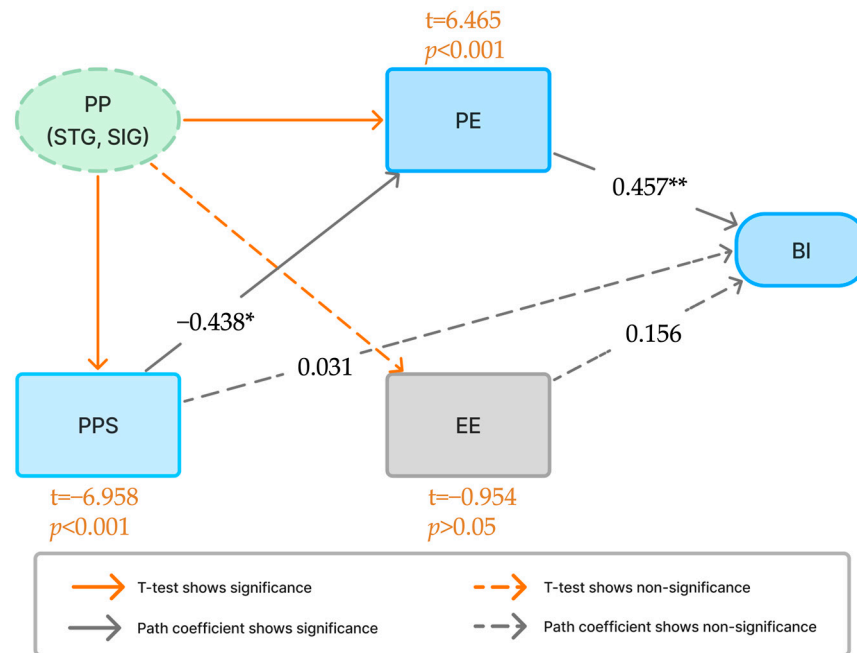 t=6.465
p<0.001
PP
(STG, SIG)
PE
0.457**
BI
−0.438*
0.031
0.156
PPS
EE
t=−6.958
p<0.001
t=−0.954
p>0.05
T-test shows significance
T-test shows non-significance
Path coefficient shows significance
Path coefficient shows non-significance